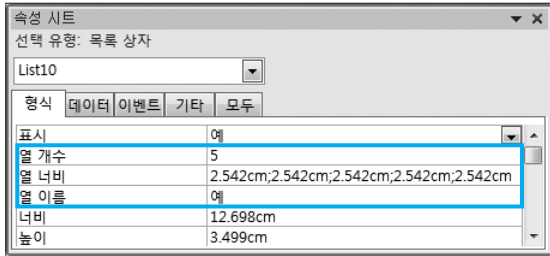 속성 시트
선택 유형: 목록 상자
List10
형식 데이터 이벤트 기타 모두
표시 예
열 개수 5
열 너비 2.542cm;2.542cm;2.542cm;2.542cm;2.542cm
열 이름 예
너비 12.698cm
높이 3.499cm